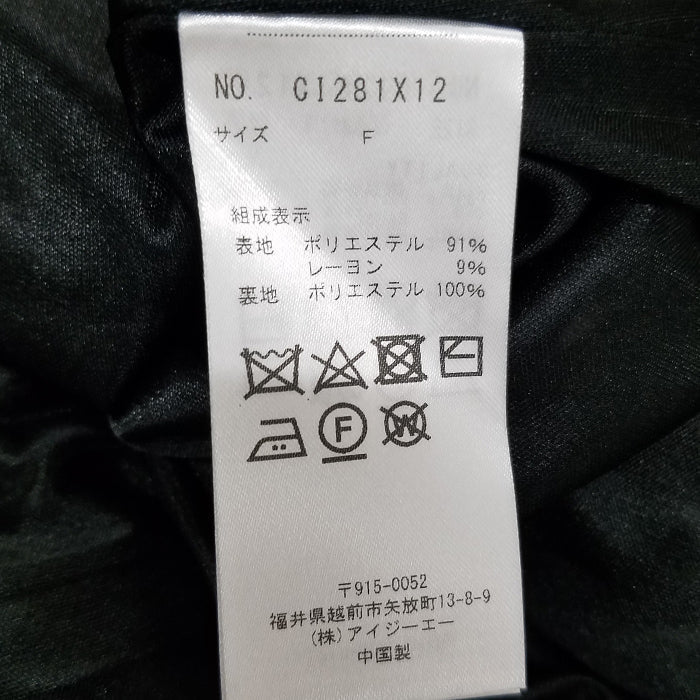 NO. CI281X12
サイズ F
組成表示
表地 ポリエステル 91%
レーヨン 9%
裏地 ポリエステル 100%
F
W
〒915-0052
福井県越前市矢放町13-8-9
(株)アイジーエー
中国製